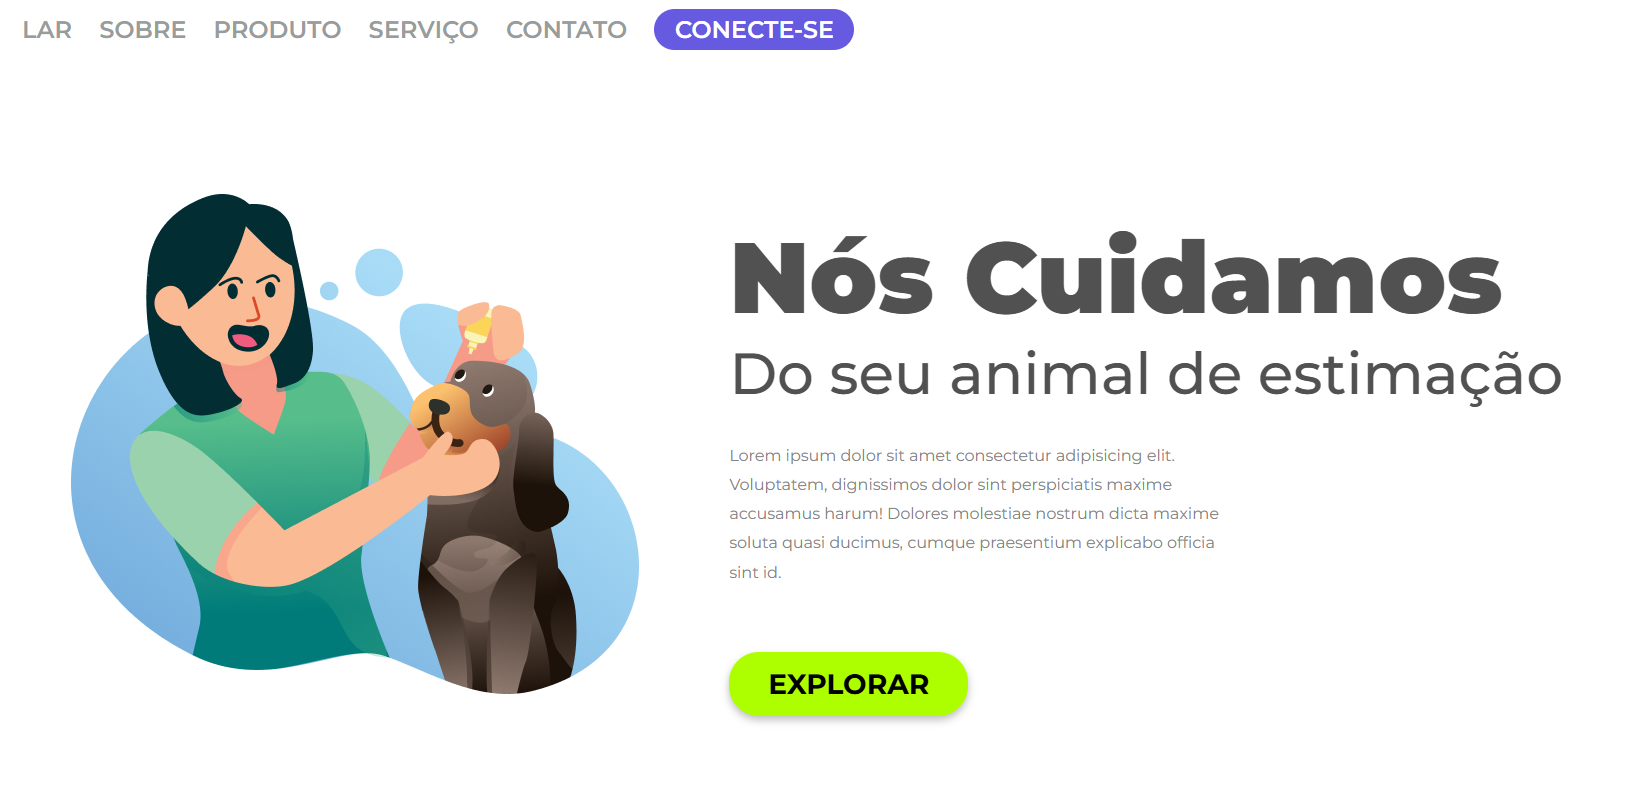 LAR SOBRE PRODUTO SERVIÇO CONTATO CONECTE-SE
Nós Cuidamos
Do seu animal de estimação
Lorem ipsum dolor sit amet consectetur adipisicing elit.
Voluptatem, dignissimos dolor sint perspiciatis maxime
accusamus harum! Dolores molestiae nostrum dicta maxime
soluta quasi ducimus, cumque praesentium explicabo officia
sint id.
EXPLORAR